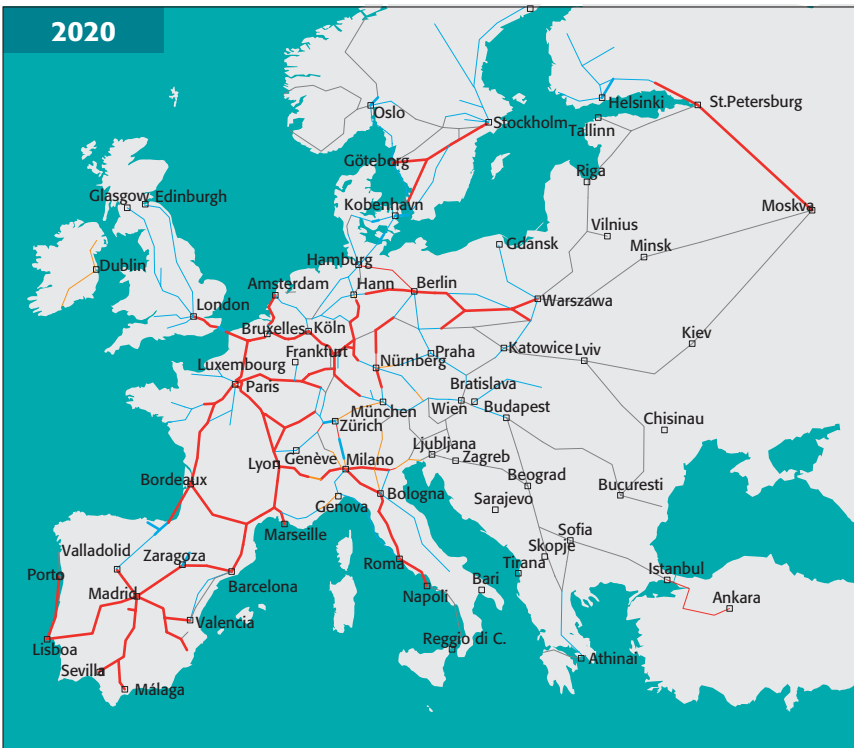 2020
Oslo
Helsinki
St.Petersburg
Stockholm
Tallinn
Göteborg
Riga
Glasgow
Edinburgh
Kobenhavn
Moskva
Vilnius
Gdansk
Minsk
Dublin
Hamburg
Amsterdam
Hann
Berlin
London
Warszawa
Bruxelles
Köln
Kiev
Luxembourg
Frankfurt
Nürnberg
Praha
Katowice
Lviv
Paris
Bratislava
München
Wien
Budapest
Zürich
Chisinau
Ljubljana
Lyon
Genève
Milano
Zagreb
Bordeaux
Beograd
Bucuresti
Genova
Bologna
Sarajevo
Marseille
Sofia
Valladolid
Zaragoza
Skopje
Porto
Roma
Tirana
Istanbul
Madrid
Barcelona
Napoli
Bari
Ankara
Valencia
Lisboa
Reggio di C.
Athinai
Sevilla
Málaga